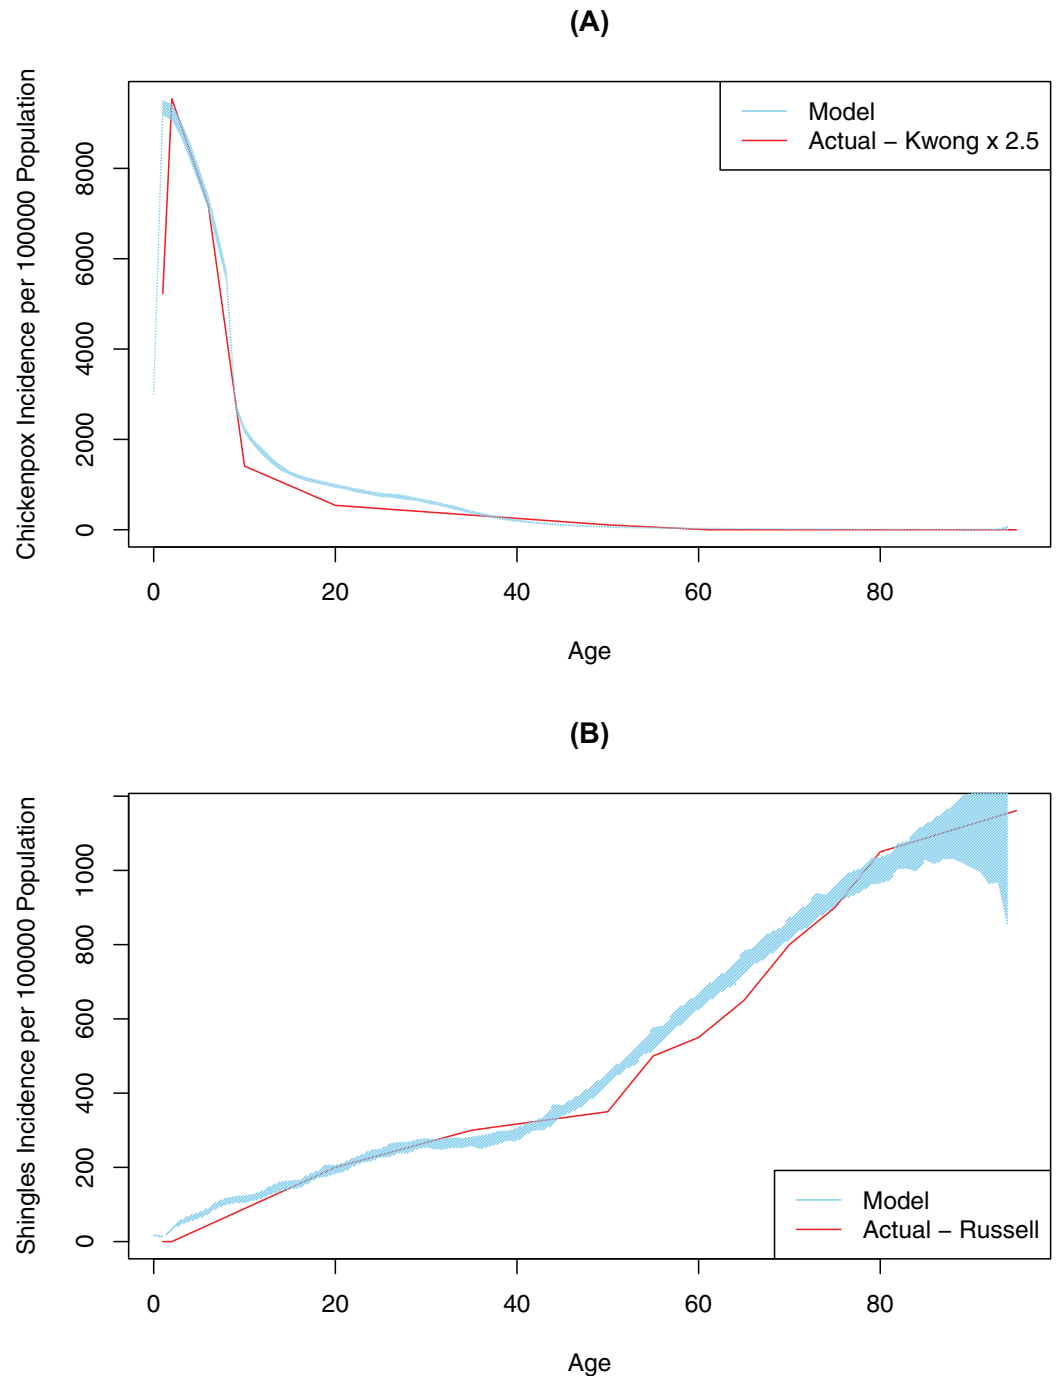 (A)
Chickenpox Incidence per 100000 Population
8000
6000
4000
2000
0
Model
Actual − Kwong x 2.5
0 20 40 60 80
Age
(B)
Shingles Incidence per 100000 Population
1000
800
600
400
200
0
Model
Actual − Russell
0 20 40 60 80
Age